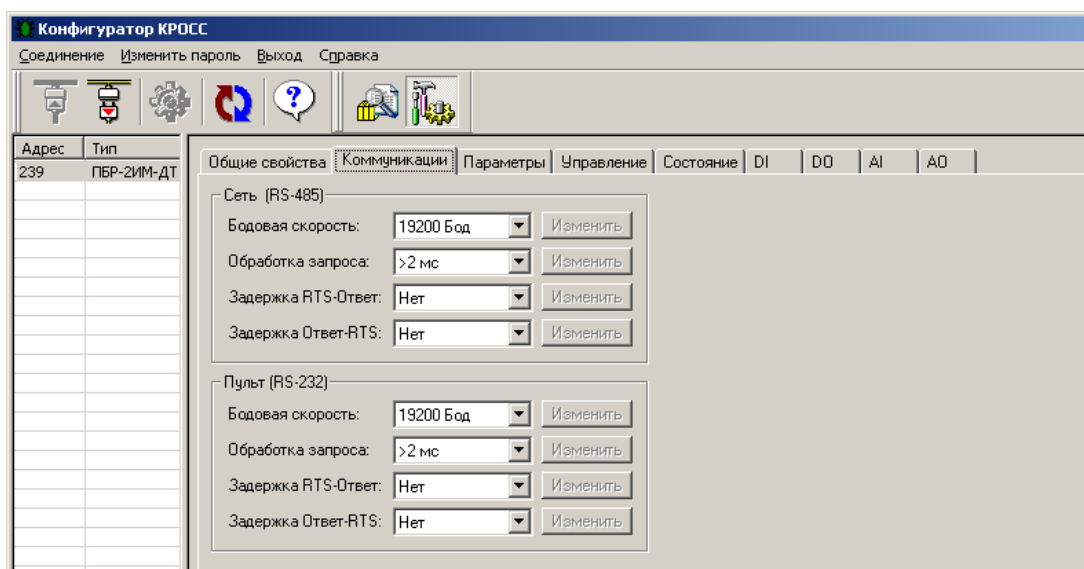 Конфигуратор КРОСС
Соединение Изменить пароль Выход Справка
Адрес Тип
239 ПБР-2ИМ-ДТ
Общие свойства Коммуникации Параметры Управление Состояние DI DO AI AO
Сеть (RS-485)
Бодовая скорость: 19200 Бод Изменить
Обработка запроса: >2 мс Изменить
Задержка RTS-Ответ: Нет Изменить
Задержка Ответ-RTS: Нет Изменить
Пульт (RS-232)
Бодовая скорость: 19200 Бод Изменить
Обработка запроса: >2 мс Изменить
Задержка RTS-Ответ: Нет Изменить
Задержка Ответ-RTS: Нет Изменить